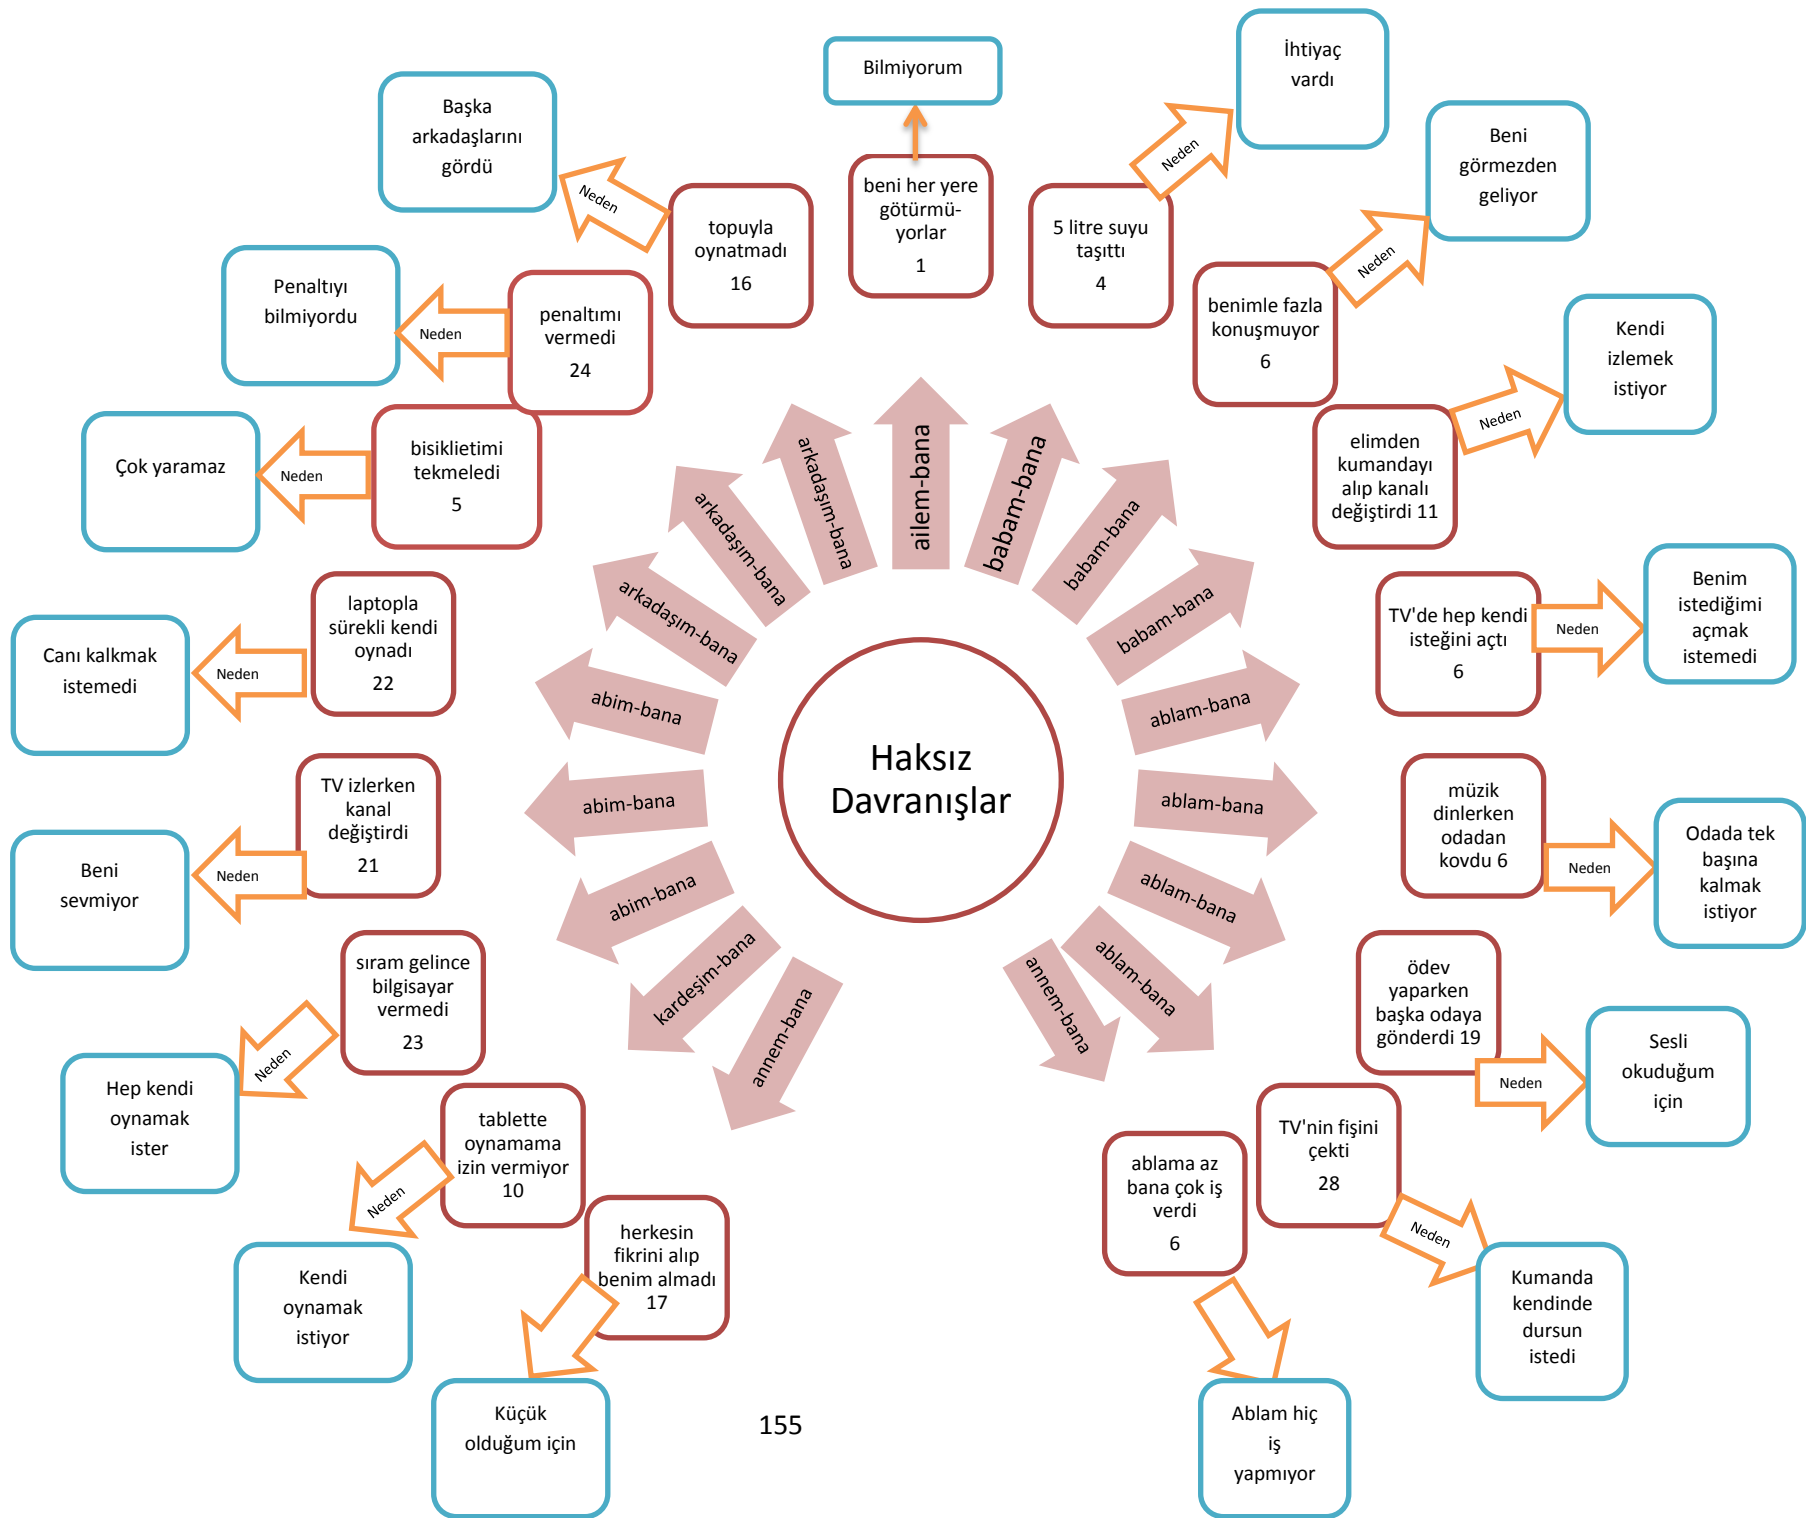 Bilmiyorum
beni her yere
götürmü-
yorlar
1
İhtiyaç
vardı
Neden
5 litre suyu
taşıttı
4
Beni
görmezden
geliyor
Neden
benimle fazla
konuşmuyor
6
Kendi
izlemek
istiyor
Neden
elimden
kumandayı
alıp kanalı
değiştirdi 11
Benim
istediğimi
açmak
istemedi
Neden
TV'de hep kendi
isteğini açtı
6
müzik
dinlerken
odadan
kovdu 6
Neden
Odada tek
başına
kalmak
istiyor
ödev
yaparken
başka odaya
gönderdi 19
Neden
Sesli
okuduğum
için
TV'nin fişini
çekti
28
Neden
Kumanda
kendinde
dursun
istedi
ablama az
bana çok iş
verdi
6
Ablam hiç
iş
yapmıyor
herkesin
fikrini alıp
benim almadı
17
Küçük
olduğum için
tablette
oynamama
izin vermiyor
10
Neden
Kendi
oynamak
istiyor
sıram gelince
bilgisayar
vermedi
23
Neden
Hep kendi
oynamak
ister
TV izlerken
kanal
değiştirdi
21
Neden
Beni
sevmiyor
laptopla
sürekli kendi
oynadı
22
Neden
Canı kalkmak
istemedi
bisiklietimi
tekmeledi
5
Neden
Çok yaramaz
penaltımı
vermedi
24
Neden
Penaltıyı
bilmiyordu
topuyla
oynatmadı
16
Neden
Başka
arkadaşlarını
gördü
ailem-bana
babam-bana
babam-bana
babam-bana
ablam-bana
ablam-bana
ablam-bana
ablam-bana
annem-bana
annem-bana
kardeşim-bana
abim-bana
abim-bana
abim-bana
arkadaşım-bana
arkadaşım-bana
arkadaşım-bana
Haksız
Davranışlar
155